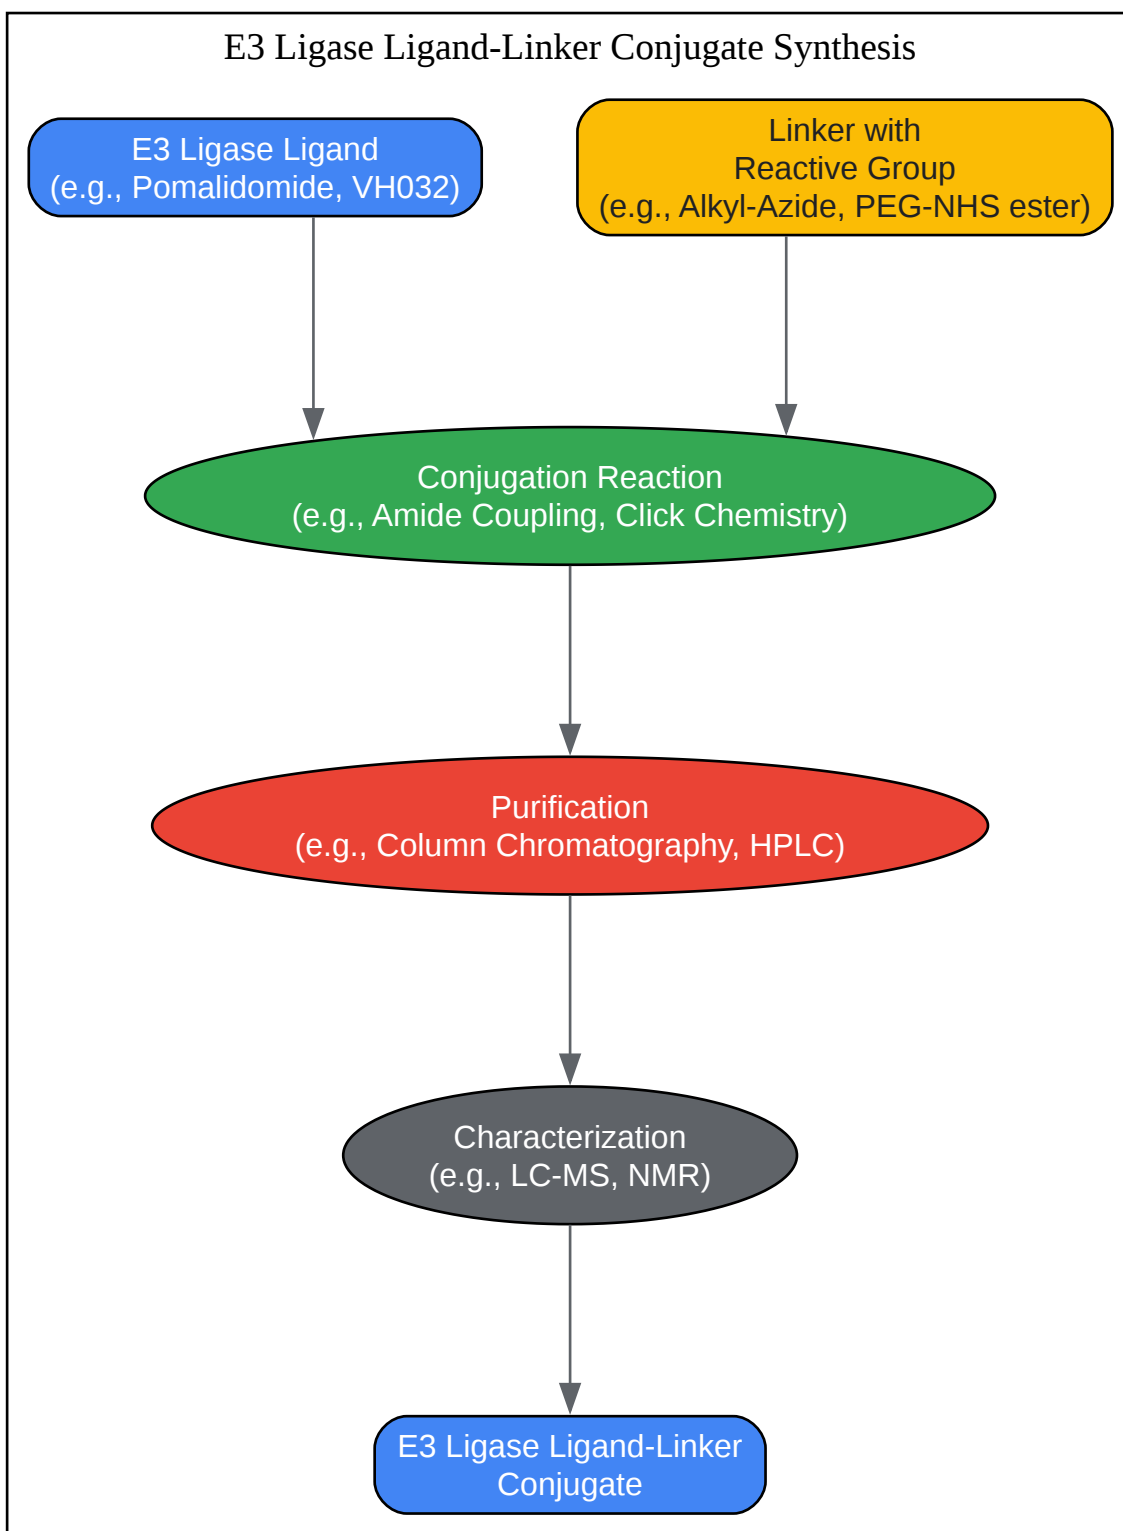 E3 Ligase Ligand-Linker Conjugate Synthesis
E3 Ligase Ligand
(e.g., Pomalidomide, VH032)
Linker with
Reactive Group
(e.g., Alkyl-Azide, PEG-NHS ester)
Conjugation Reaction
(e.g., Amide Coupling, Click Chemistry)
Purification
(e.g., Column Chromatography, HPLC)
Characterization
(e.g., LC-MS, NMR)
E3 Ligase Ligand-Linker
Conjugate